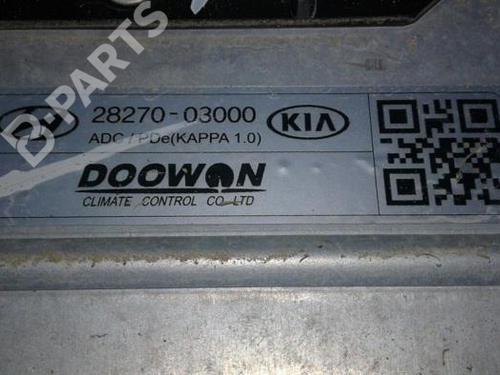 B-PARTS
28270-03000
KIA
ADC / PDe(KAPPA 1.0)
DOOWON
CLIMATE CONTROL CO LTD